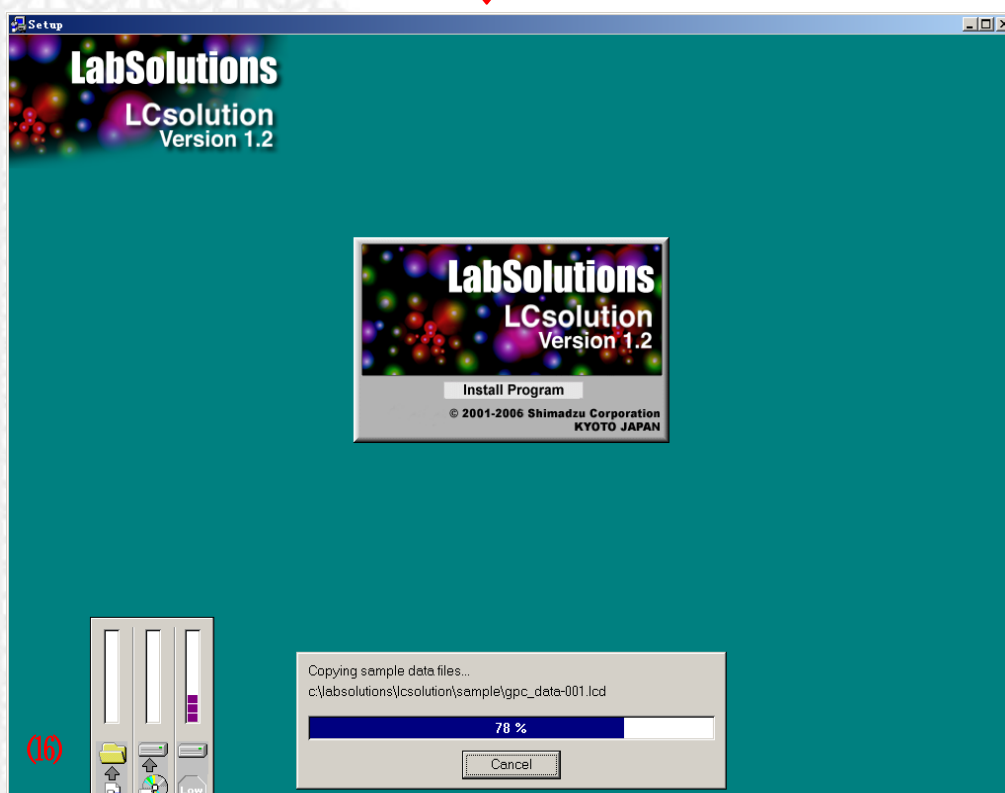 Setup
LabSolutions
LCsolution
Version 1.2
LabSolutions
LCsolution
Version 1.2
Install Program
© 2001-2006 Shimadzu Corporation
KYOTO JAPAN
Copying sample data files...
c:\labsolutions\lcsolution\sample\gpc_data-001.lcd
78 %
Cancel
(16)
Low